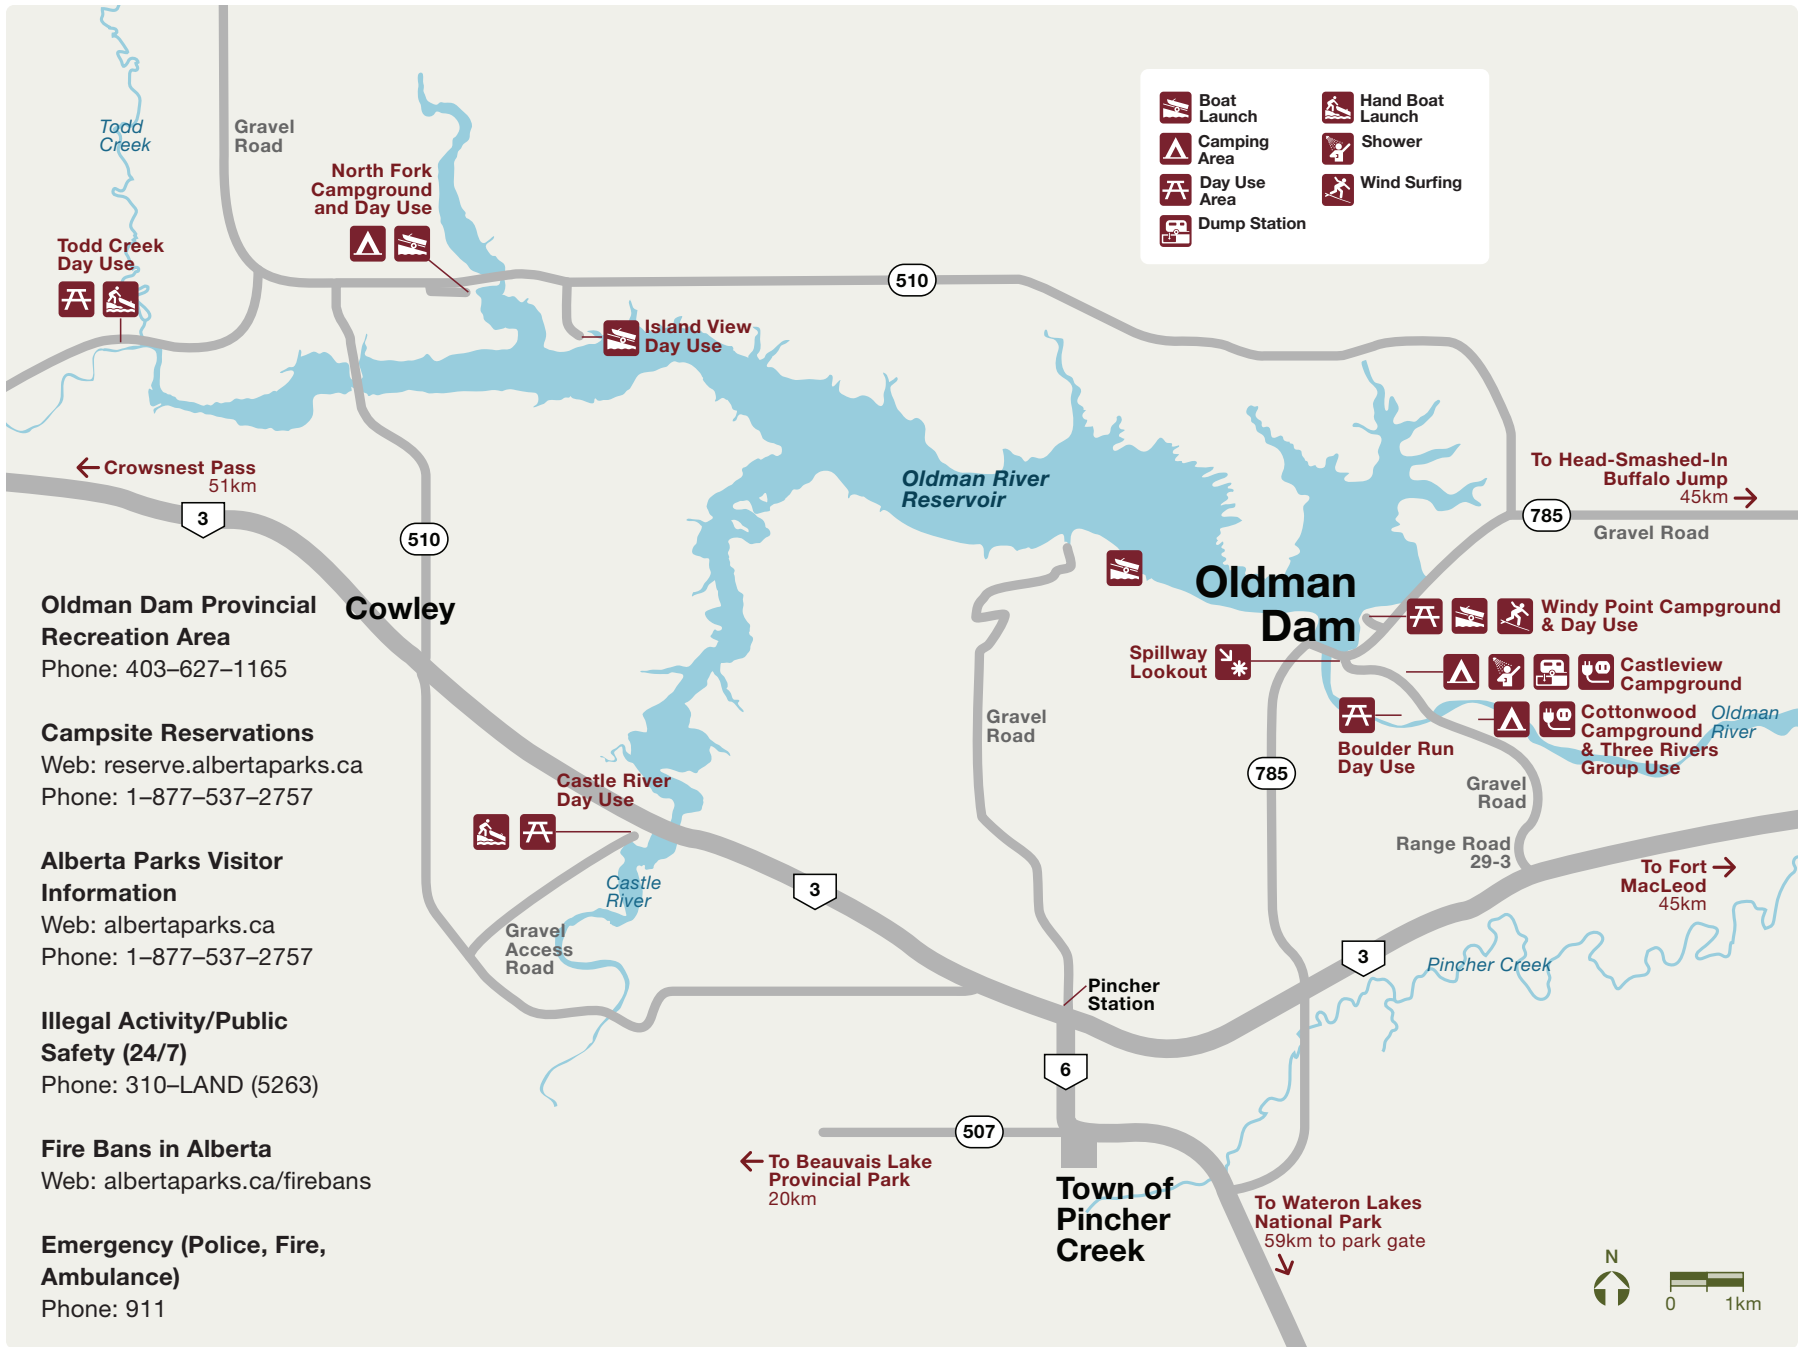 Todd
Creek
Gravel
Road
North Fork
Campground
and Day Use
Todd Creek
Day Use
Boat
Launch
Camping
Area
Day Use
Area
Dump Station
Hand Boat
Launch
Shower
Wind Surfing
510
Island View
Day Use
Crowsnest Pass
51km
3
510
Oldman River
Reservoir
To Head-Smashed-In
Buffalo Jump
45km
785
Gravel Road
Oldman Dam Provincial
Recreation Area
Phone: 403–627–1165
Campsite Reservations
Web: reserve.albertaparks.ca
Phone: 1–877–537–2757
Alberta Parks Visitor
Information
Web: albertaparks.ca
Phone: 1–877–537–2757
Illegal Activity/Public
Safety (24/7)
Phone: 310–LAND (5263)
Fire Bans in Alberta
Web: albertaparks.ca/firebans
Emergency (Police, Fire,
Ambulance)
Phone: 911
Cowley
Oldman
Dam
Windy Point Campground
& Day Use
Spillway
Lookout
Castleview
Campground
Cottonwood
Campground
& Three Rivers
Group Use
Oldman
River
Boulder Run
Day Use
Gravel
Road
785
Gravel
Road
Range Road
29-3
Castle River
Day Use
Castle
River
3
Gravel
Access
Road
To Fort
MacLeod
45km
3
Pincher Creek
Pincher
Station
6
507
To Beauvais Lake
Provincial Park
20km
Town of
Pincher
Creek
To Wateron Lakes
National Park
59km to park gate
N
0 1km